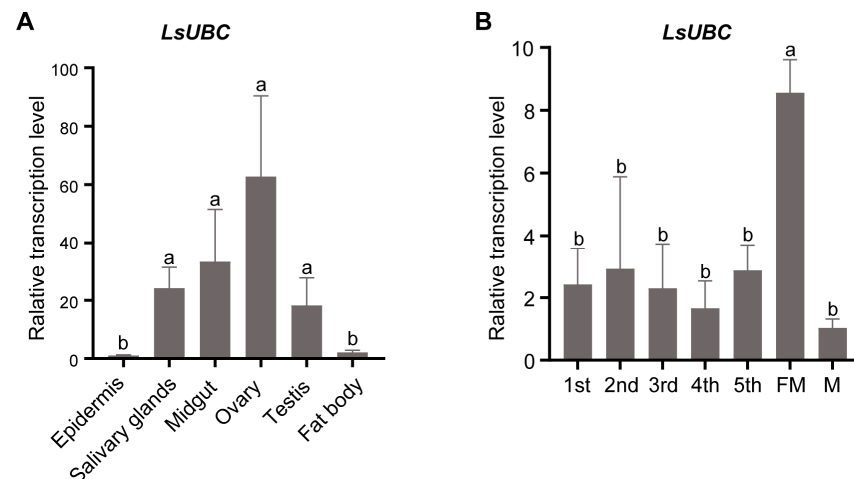 A
LsUBC
Ralative transcription level
100
80
60
40
20
0
a
a
a
a
b
b
Epidermis
Salivary glands
Midgut
Ovary
Testis
Fat body
B
LsUBC
Ralative transcription level
10
8
6
4
2
0
b
b
b
b
b
a
b
1st
2nd
3rd
4th
5th
FM
M